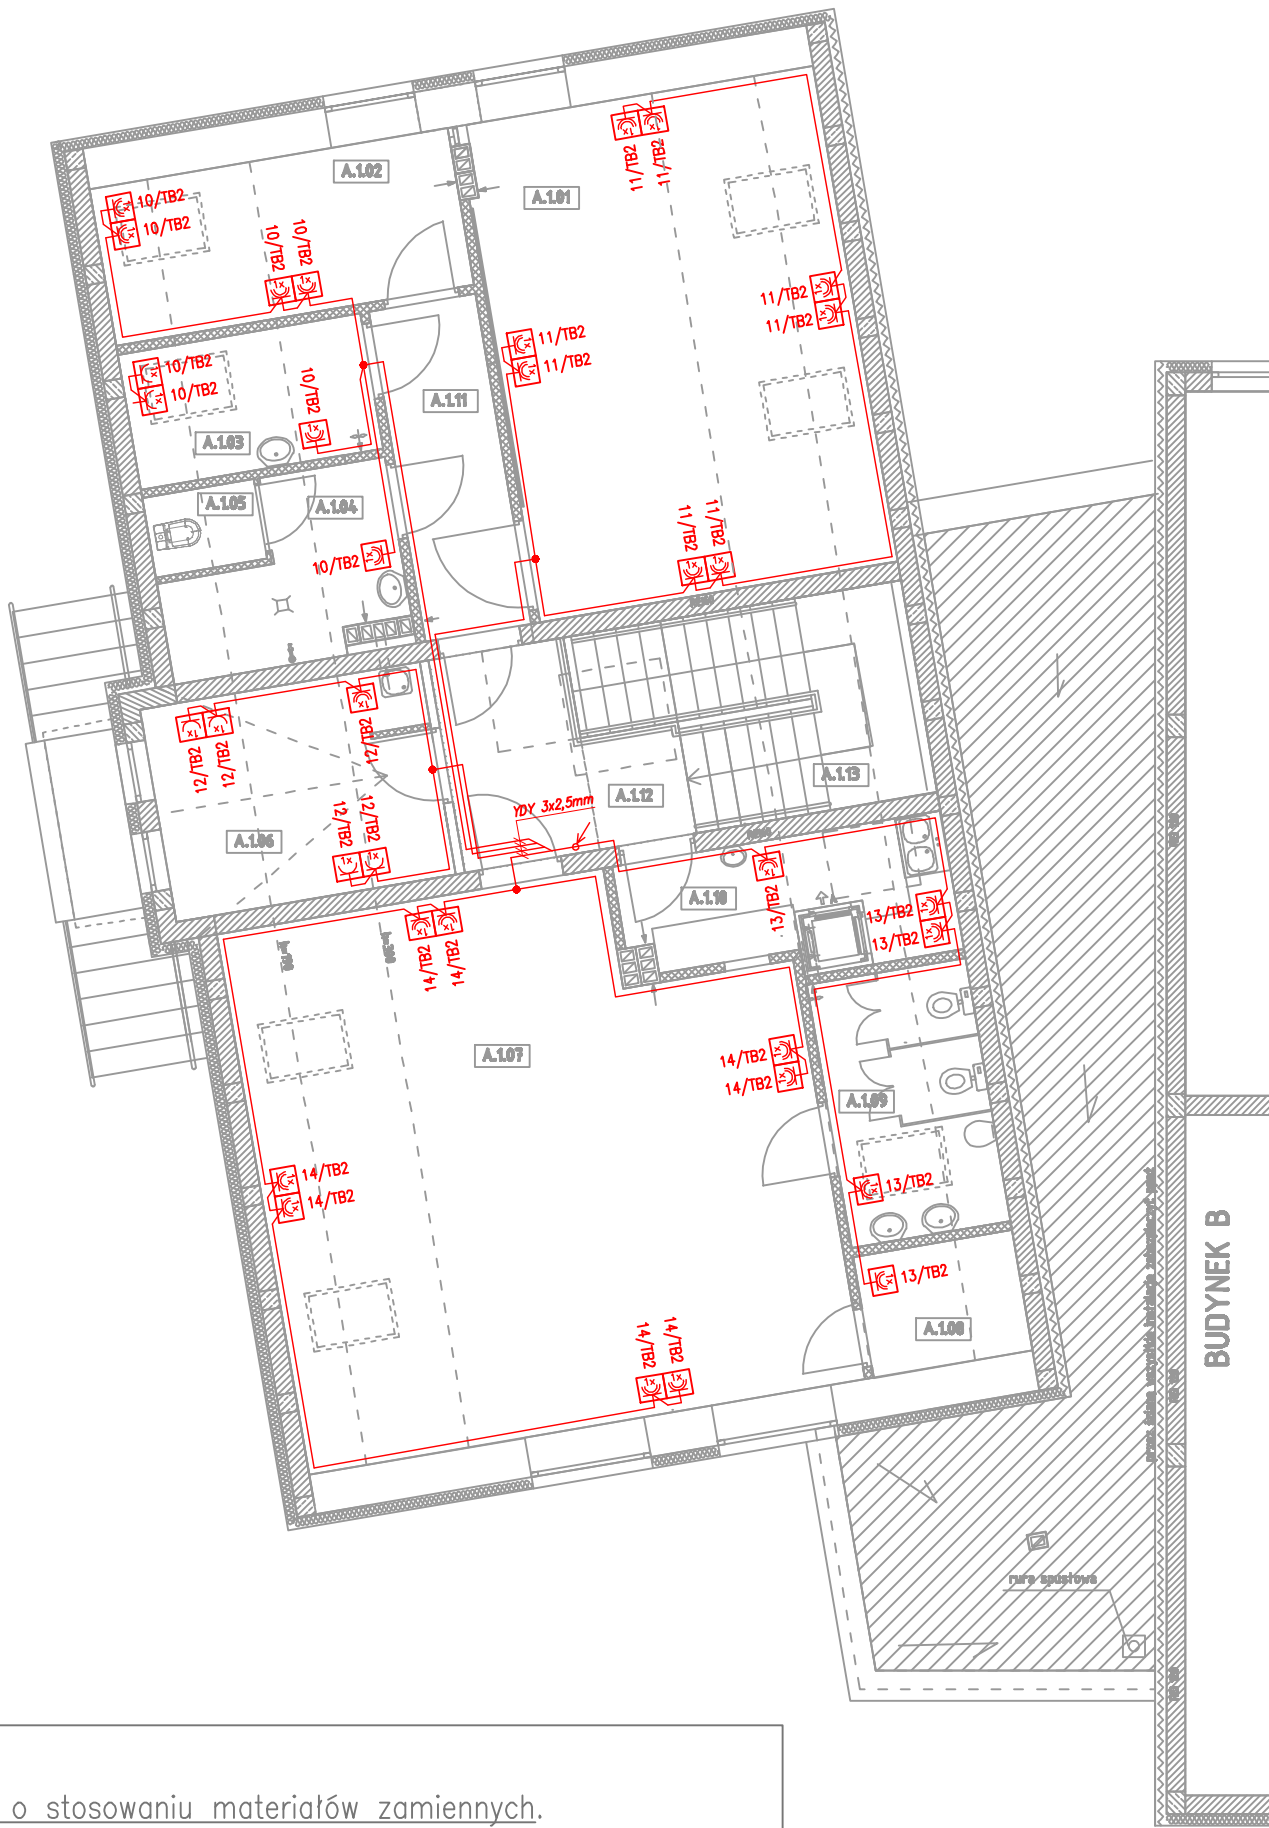 A.1.02
A.1.01
11/TB2
11/TB2
10/TB2
10/TB2
10/TB2
10/TB2
11/TB2
11/TB2
11/TB2
11/TB2
10/TB2
10/TB2
10/TB2
A.1.11
A.1.03
A.1.05
A.1.04
10/TB2
11/TB2
11/TB2
12/TB2
12/TB2
12/TB2
A.1.13
A.1.12
YDY 3x2,5mm
12/TB2
12/TB2
A.1.06
A.1.10
13/TB2
13/TB2
13/TB2
14/TB2
14/TB2
A.1.07
14/TB2
14/TB2
A.1.09
14/TB2
14/TB2
13/TB2
13/TB2
A.1.08
14/TB2
14/TB2
BUDYNEK B
rura spustowa
o stosowaniu materiałów zamiennych.